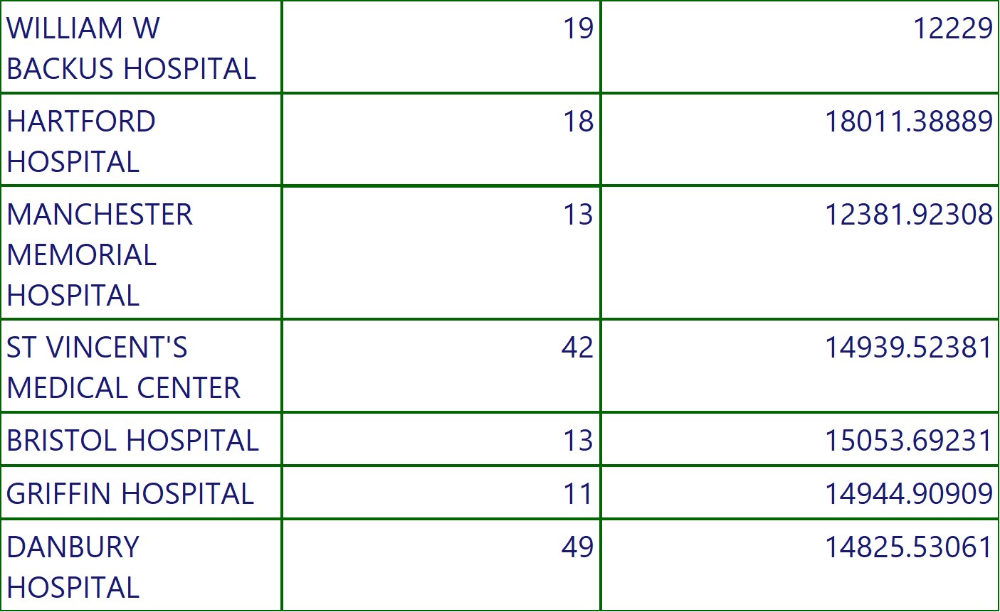 WILLIAM W 19 12229
BACKUS HOSPITAL
HARTFORD 18 18011.38889
HOSPITAL
MANCHESTER 13 12381.92308
MEMORIAL
HOSPITAL
ST VINCENT'S 42 14939.52381
MEDICAL CENTER
BRISTOL HOSPITAL 13 15053.69231
GRIFFIN HOSPITAL 11 14944.90909
DANBURY 49 14825.53061
HOSPITAL